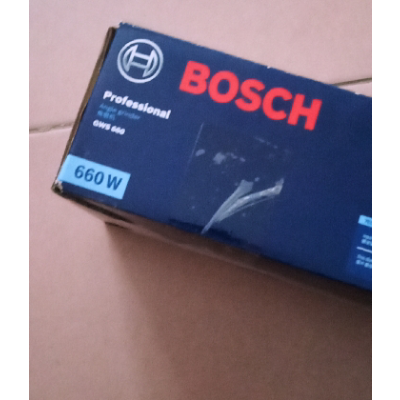 BOSCH
Professional
Angle grinder
GWS 660
660 W